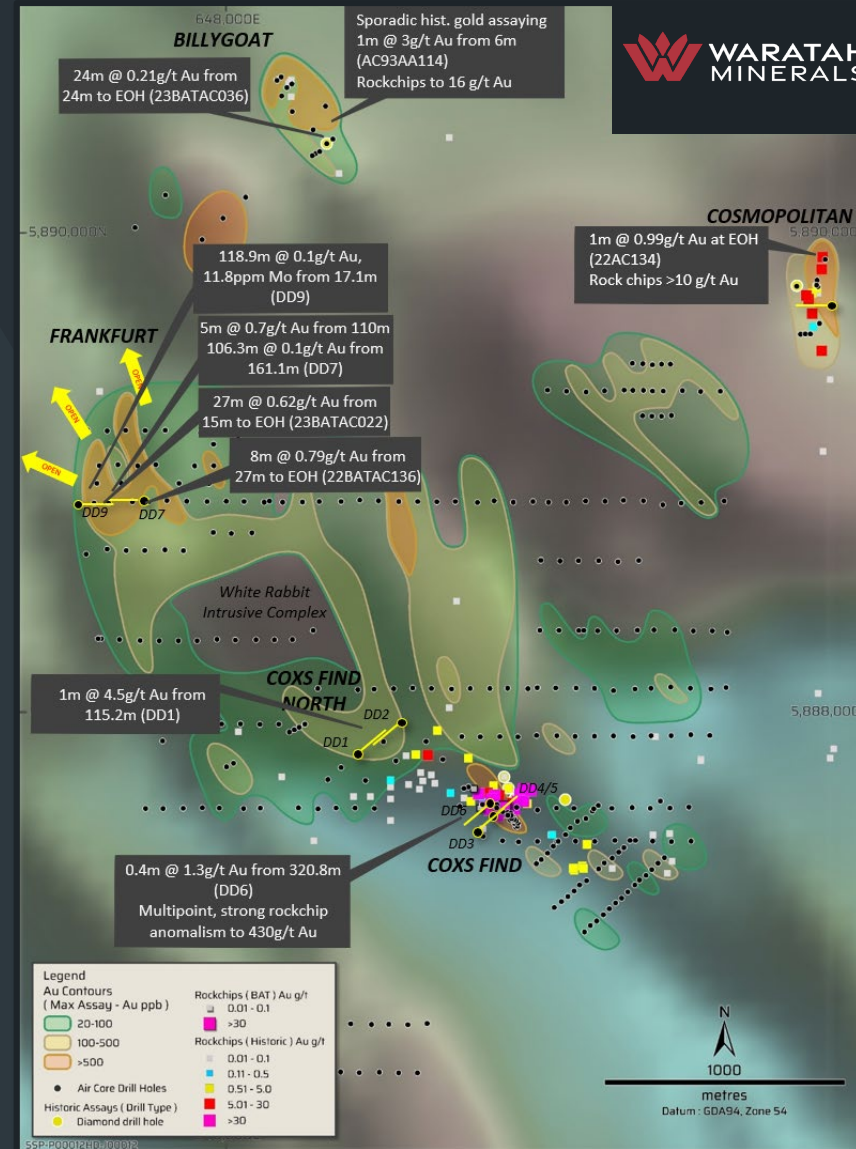 648,000E
BILLYGOAT
24m @ 0.21g/t Au from
24m to EOH (23BATAC036)
Sporadic hist. gold assaying
1m @ 3g/t Au from 6m
(AC93AA114)
Rockchips to 16 g/t Au
WARATAH
MINERALS
COSMOPOLITAN
5,890,000N
5,890,000
1m @ 0.99g/t Au at EOH
(22AC134)
Rock chips >10 g/t Au
118.9m @ 0.1g/t Au,
11.8ppm Mo from 17.1m
(DD9)
FRANKFURT
5m @ 0.7g/t Au from 110m
106.3m @ 0.1g/t Au from
161.1m (DD7)
OPEN
OPEN
OPEN
27m @ 0.62g/t Au from
15m to EOH (23BATAC022)
8m @ 0.79g/t Au from
27m to EOH (22BATAC136)
DD9
DD7
White Rabbit
Intrusive Complex
COXS FIND
NORTH
1m @ 4.5g/t Au from
115.2m (DD1)
DD2
DD1
5,888,000
DD4/5
DD6
DD3
COXS FIND
0.4m @ 1.3g/t Au from 320.8m
(DD6)
Multipoint, strong rockchip
anomalism to 430g/t Au
Legend
Au Contours
( Max Assay - Au ppb )
20-100
100-500
>500
Air Core Drill Holes
Historic Assays ( Drill Type )
Diamond drill hole
Rockchips ( BAT ) Au g/t
0.01 - 0.1
>30
Rockchips ( Historic ) Au g/t
0.01 - 0.1
0.11 - 0.5
0.51 - 5.0
5.01 - 30
>30
N
1000
metres
Datum : GDA94, Zone 54